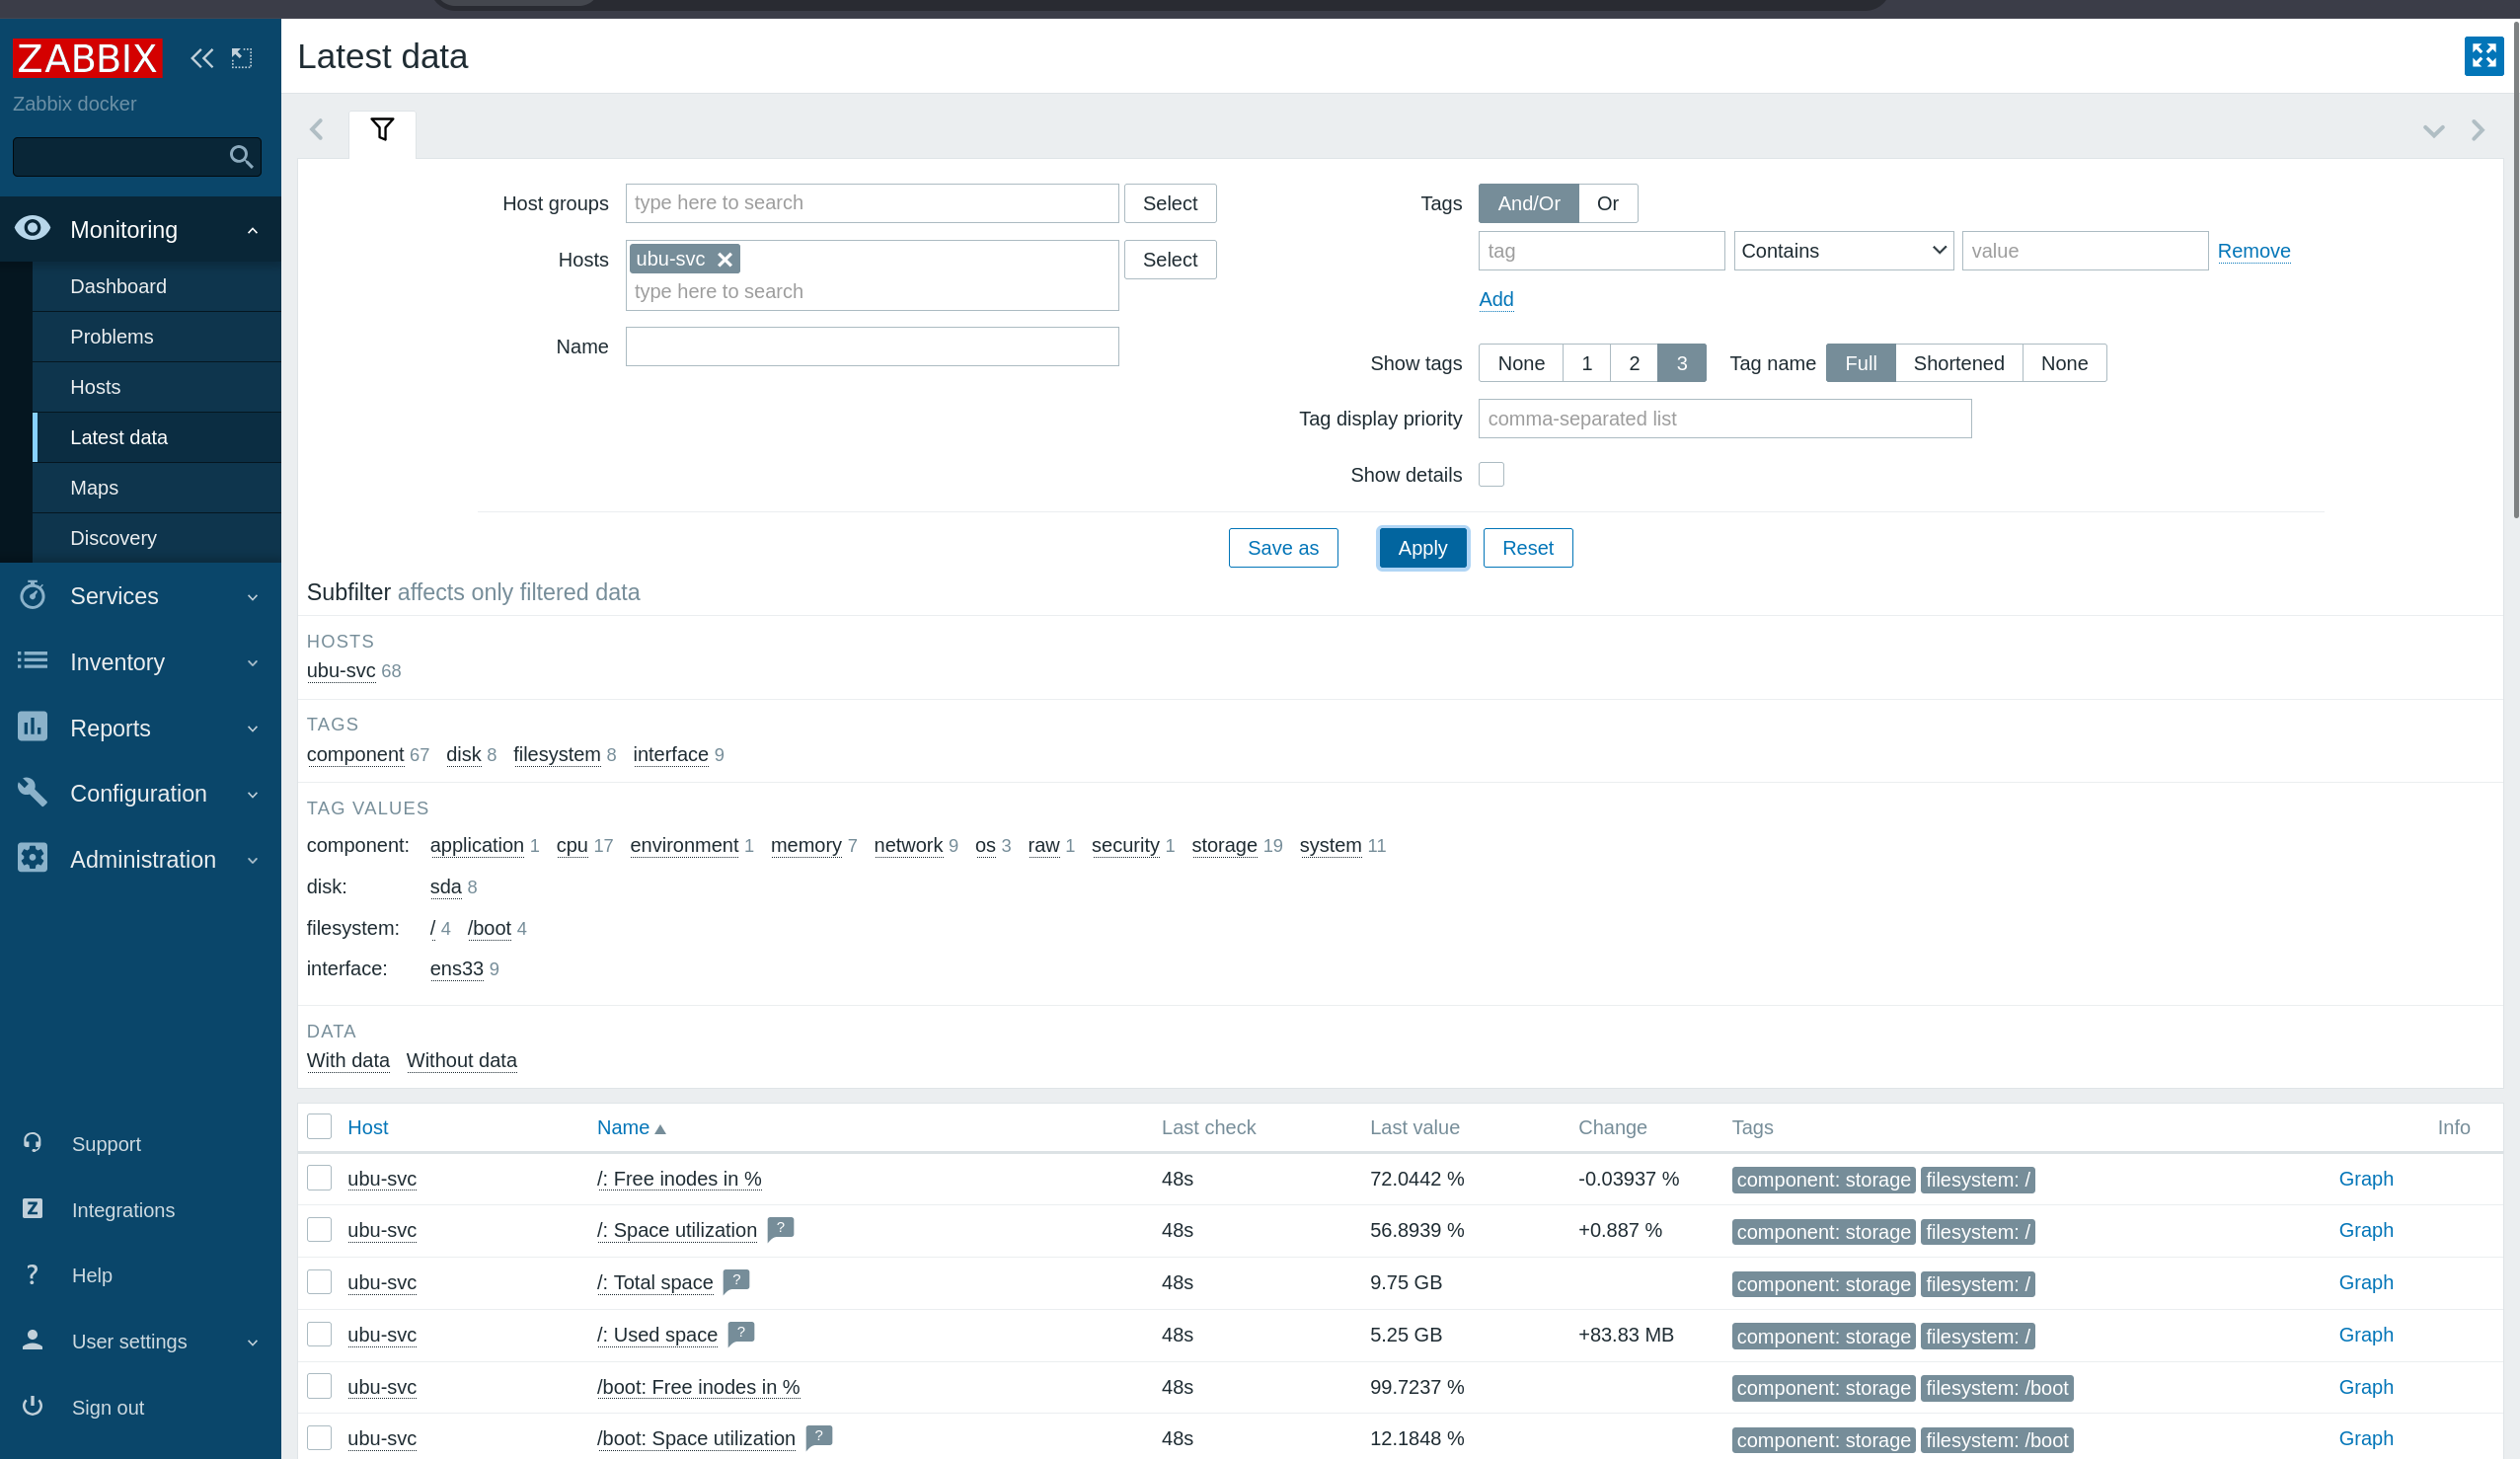 ZABBIX
Zabbix docker
Monitoring
Dashboard
Problems
Hosts
Latest data
Maps
Discovery
Services
Inventory
Reports
Configuration
Administration
Support
Integrations
Help
User settings
Sign out
Latest data
Host groups type here to search Select
Hosts ubu-svc Select
type here to search
Name
Tags And/Or Or
tag Contains value Remove
Add
Show tags None 1 2 3 Tag name Full Shortened None
Tag display priority comma-separated list
Show details
Save as Apply Reset
Subfilter affects only filtered data
HOSTS
ubu-svc 68
TAGS
component 67 disk 8 filesystem 8 interface 9
TAG VALUES
component: application 1 cpu 17 environment 1 memory 7 network 9 os 3 raw 1 security 1 storage 19 system 11
disk: sda 8
filesystem: / 4 /boot 4
interface: ens33 9
DATA
With data Without data
Host Name Last check Last value Change Tags Info
ubu-svc /: Free inodes in % 48s 72.0442 % -0.03937 % component: storage filesystem: / Graph
ubu-svc /: Space utilization ? 48s 56.8939 % +0.887 % component: storage filesystem: / Graph
ubu-svc /: Total space ? 48s 9.75 GB component: storage filesystem: / Graph
ubu-svc /: Used space ? 48s 5.25 GB +83.83 MB component: storage filesystem: / Graph
ubu-svc /boot: Free inodes in % 48s 99.7237 % component: storage filesystem: /boot Graph
ubu-svc /boot: Space utilization ? 48s 12.1848 % component: storage filesystem: /boot Graph